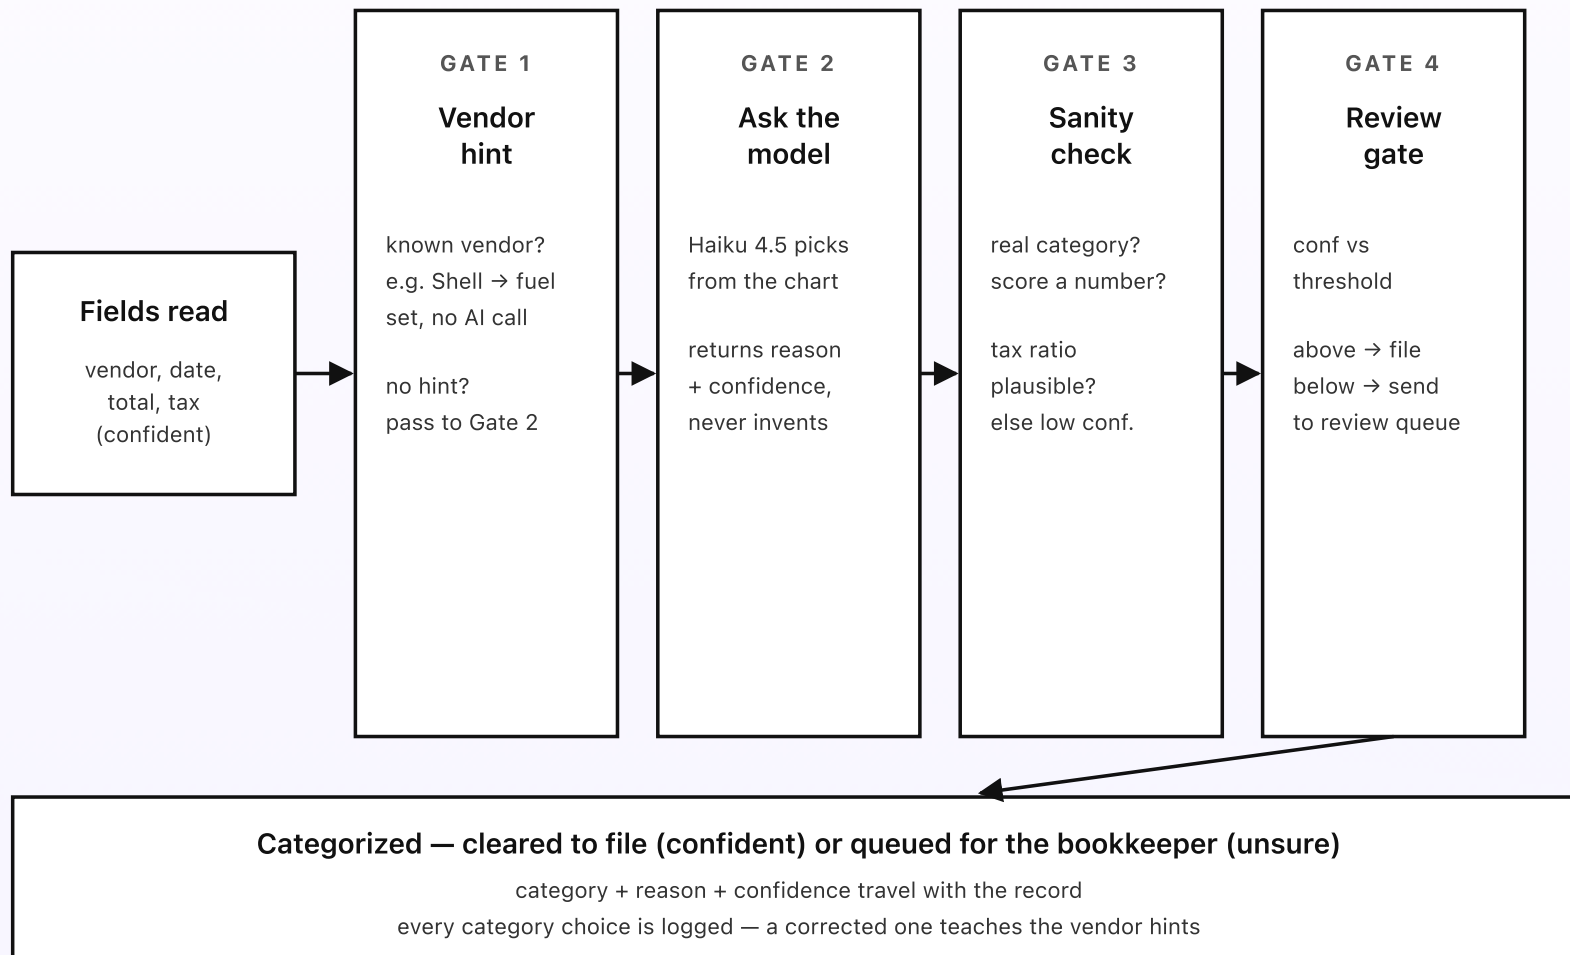 Fields read
vendor, date,
total, tax
(confident)
GATE 1
Vendor
hint
known vendor?
e.g. Shell → fuel
set, no AI call
no hint?
pass to Gate 2
GATE 2
Ask the
model
Haiku 4.5 picks
from the chart
returns reason
+ confidence,
never invents
GATE 3
Sanity
check
real category?
score a number?
tax ratio
plausible?
else low conf.
GATE 4
Review
gate
conf vs
threshold
above → file
below → send
to review queue
Categorized — cleared to file (confident) or queued for the bookkeeper (unsure)
category + reason + confidence travel with the record
every category choice is logged — a corrected one teaches the vendor hints